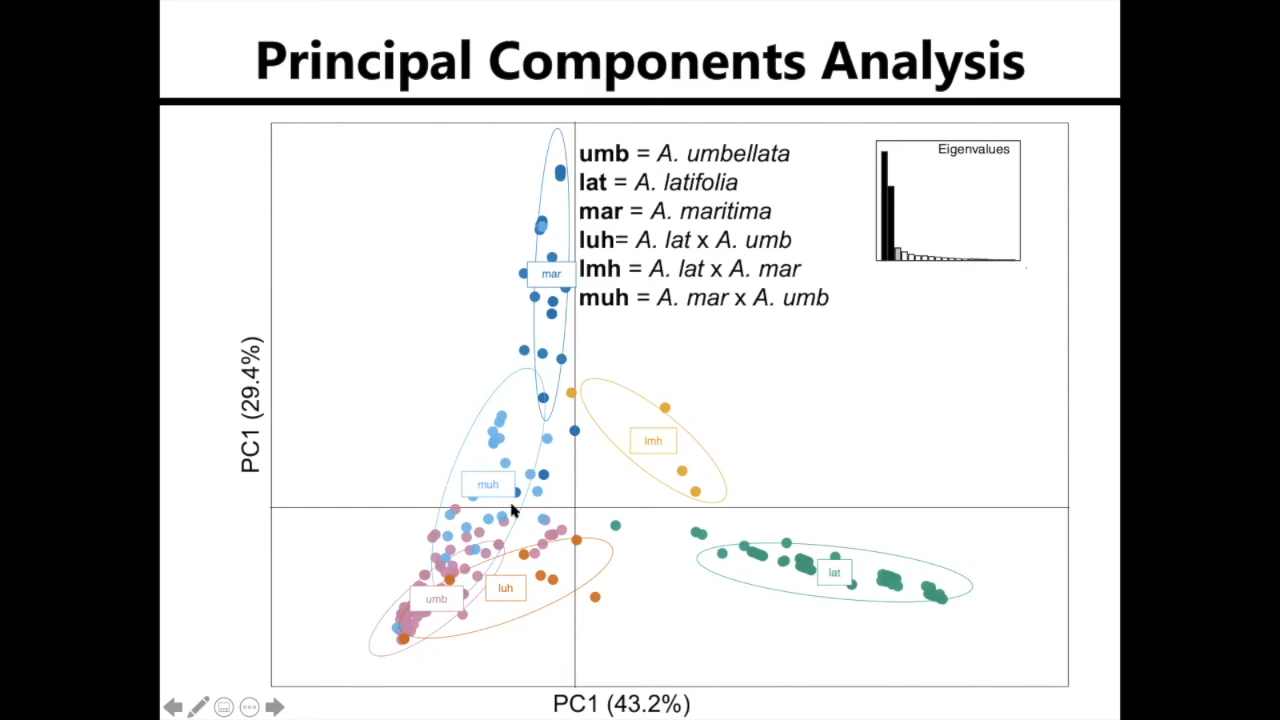 Principal Components Analysis
umb = A. umbellata
lat = A. latifolia
mar = A. maritima
luh= A. lat x A. umb
lmh = A. lat x A. mar
muh = A. mar x A. umb
Eigenvalues
mar
lmh
muh
lat
luh
umb
PC1 (29.4%)
PC1 (43.2%)